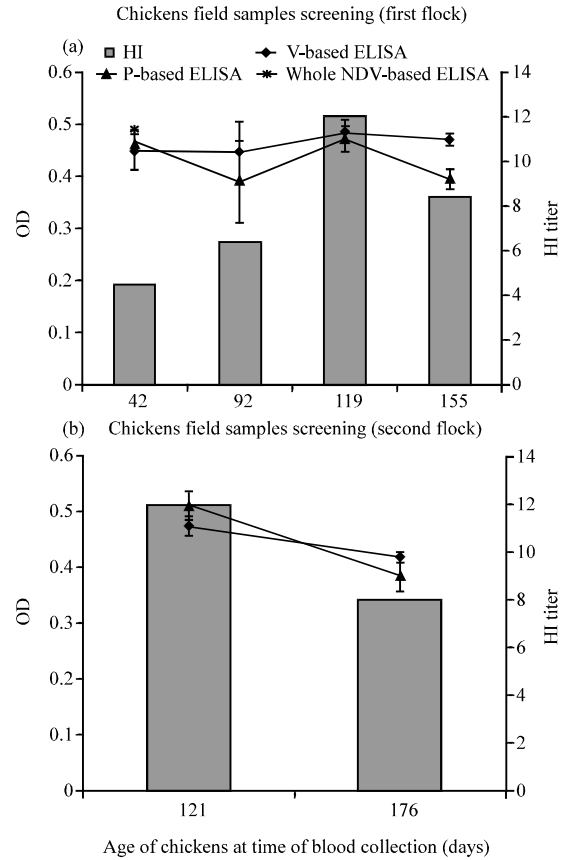 Chickens field samples screening (first flock)
(a)
HI
V-based ELISA
P-based ELISA
Whole NDV-based ELISA
0.6
0.5
0.4
0.3
0.2
0.1
0
OD
14
12
10
8
6
4
2
0
HI titer
42 92 119 155
(b) Chickens field samples screening (second flock)
0.6
0.5
0.4
0.3
0.2
0.1
0
OD
14
12
10
8
6
4
2
0
HI titer
121 176
Age of chickens at time of blood collection (days)